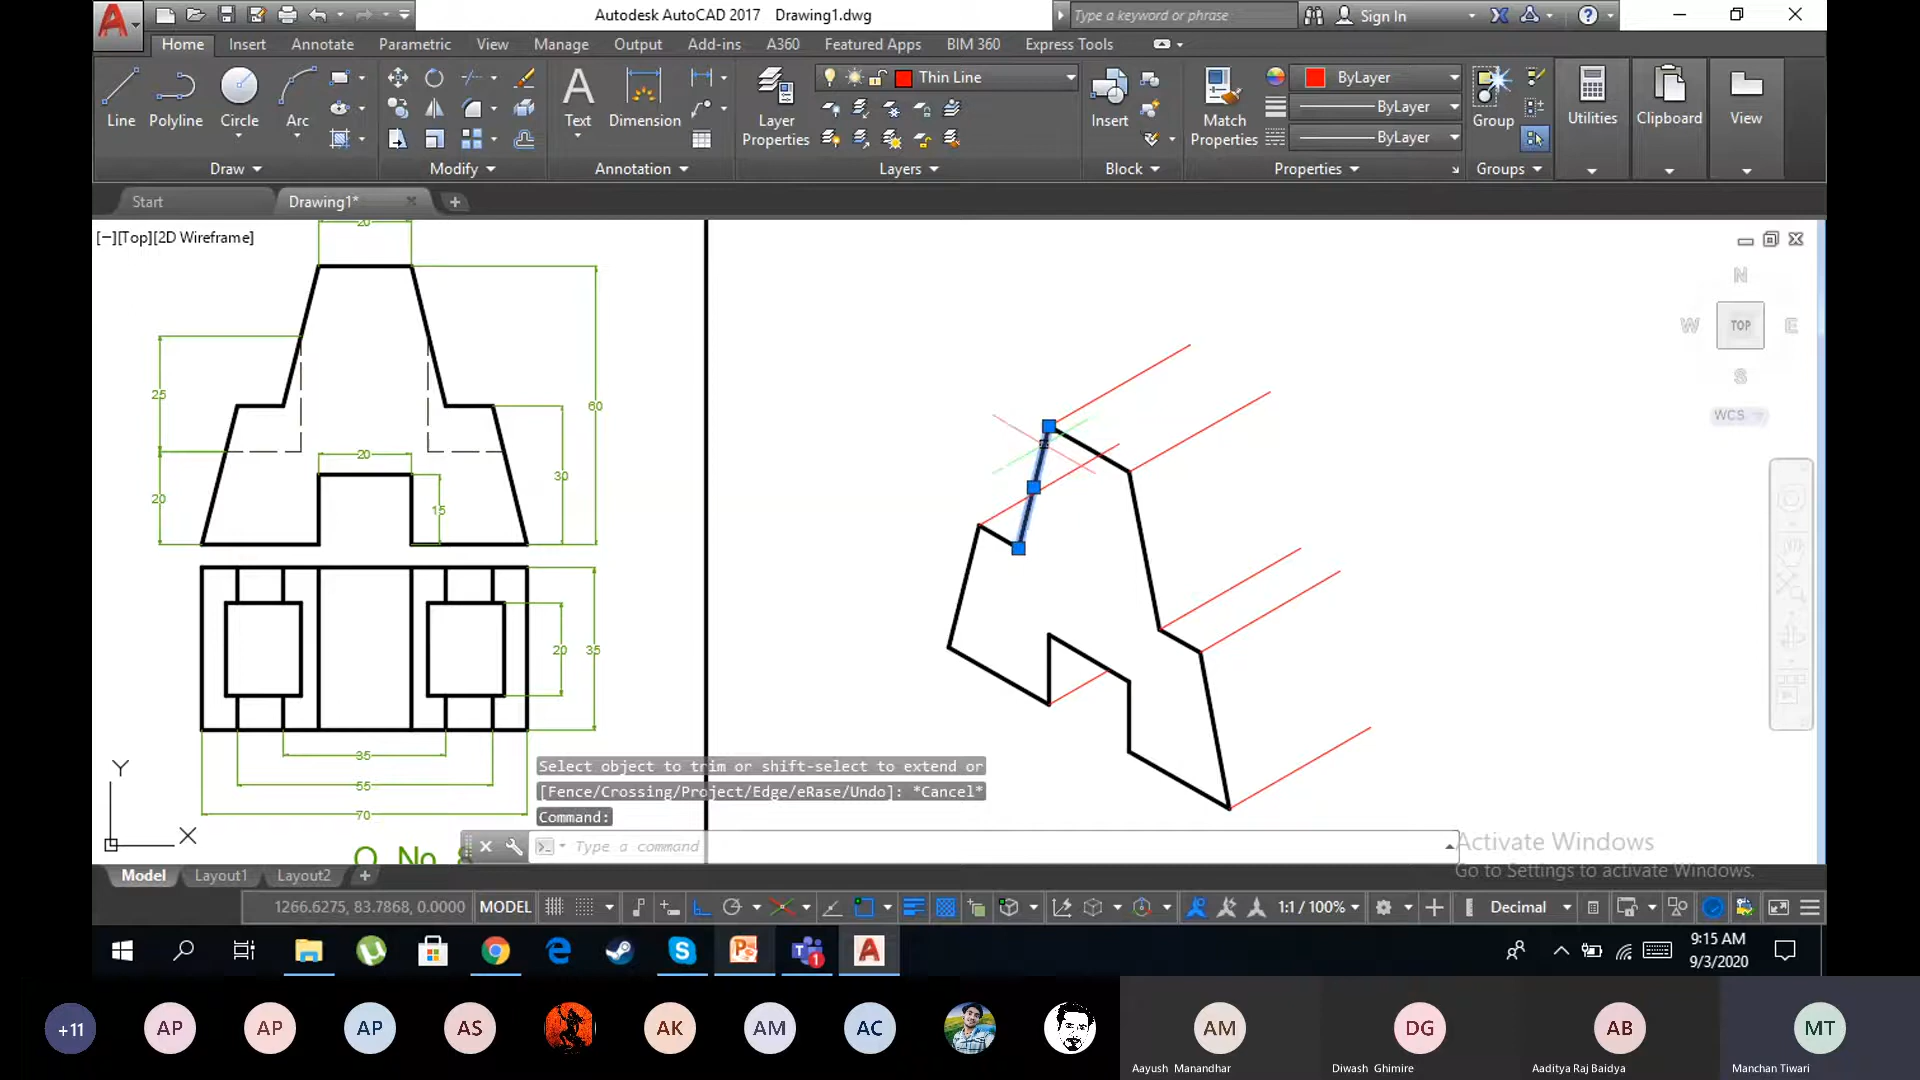 Autodesk AutoCAD 2017 Drawing1.dwg
Type a keyword or phrase
Sign In
Home Insert Annotate Parametric View Manage Output Add-ins A360 Featured Apps BIM 360 Express Tools
Line Polyline Circle Arc
Text Dimension
Layer Properties
Thin Line
Insert
Match Properties
ByLayer
ByLayer
ByLayer
Group
Utilities
Clipboard
View
Draw Modify Annotation Layers Block Properties Groups
Start Drawing1*
[−][Top][2D Wireframe]
N
W TOP E
S
WCS
20
25
60
20
30
20
15
20
35
35
55
70
Y
X
Q. No.
Select object to trim or shift-select to extend or
[Fence/Crossing/Project/Edge/eRase/Undo]: *Cancel*
Command:
Type a command
Activate Windows
Go to Settings to activate Windows.
Model Layout1 Layout2
1266.6275, 83.7868, 0.0000 MODEL 1:1 / 100% Decimal
9:15 AM
9/3/2020
1
+11 AP AP AP AS AK AM AC AM DG AB MT
Aayush Manandhar Diwash Ghimire Aaditya Raj Baidya Manchan Tiwari